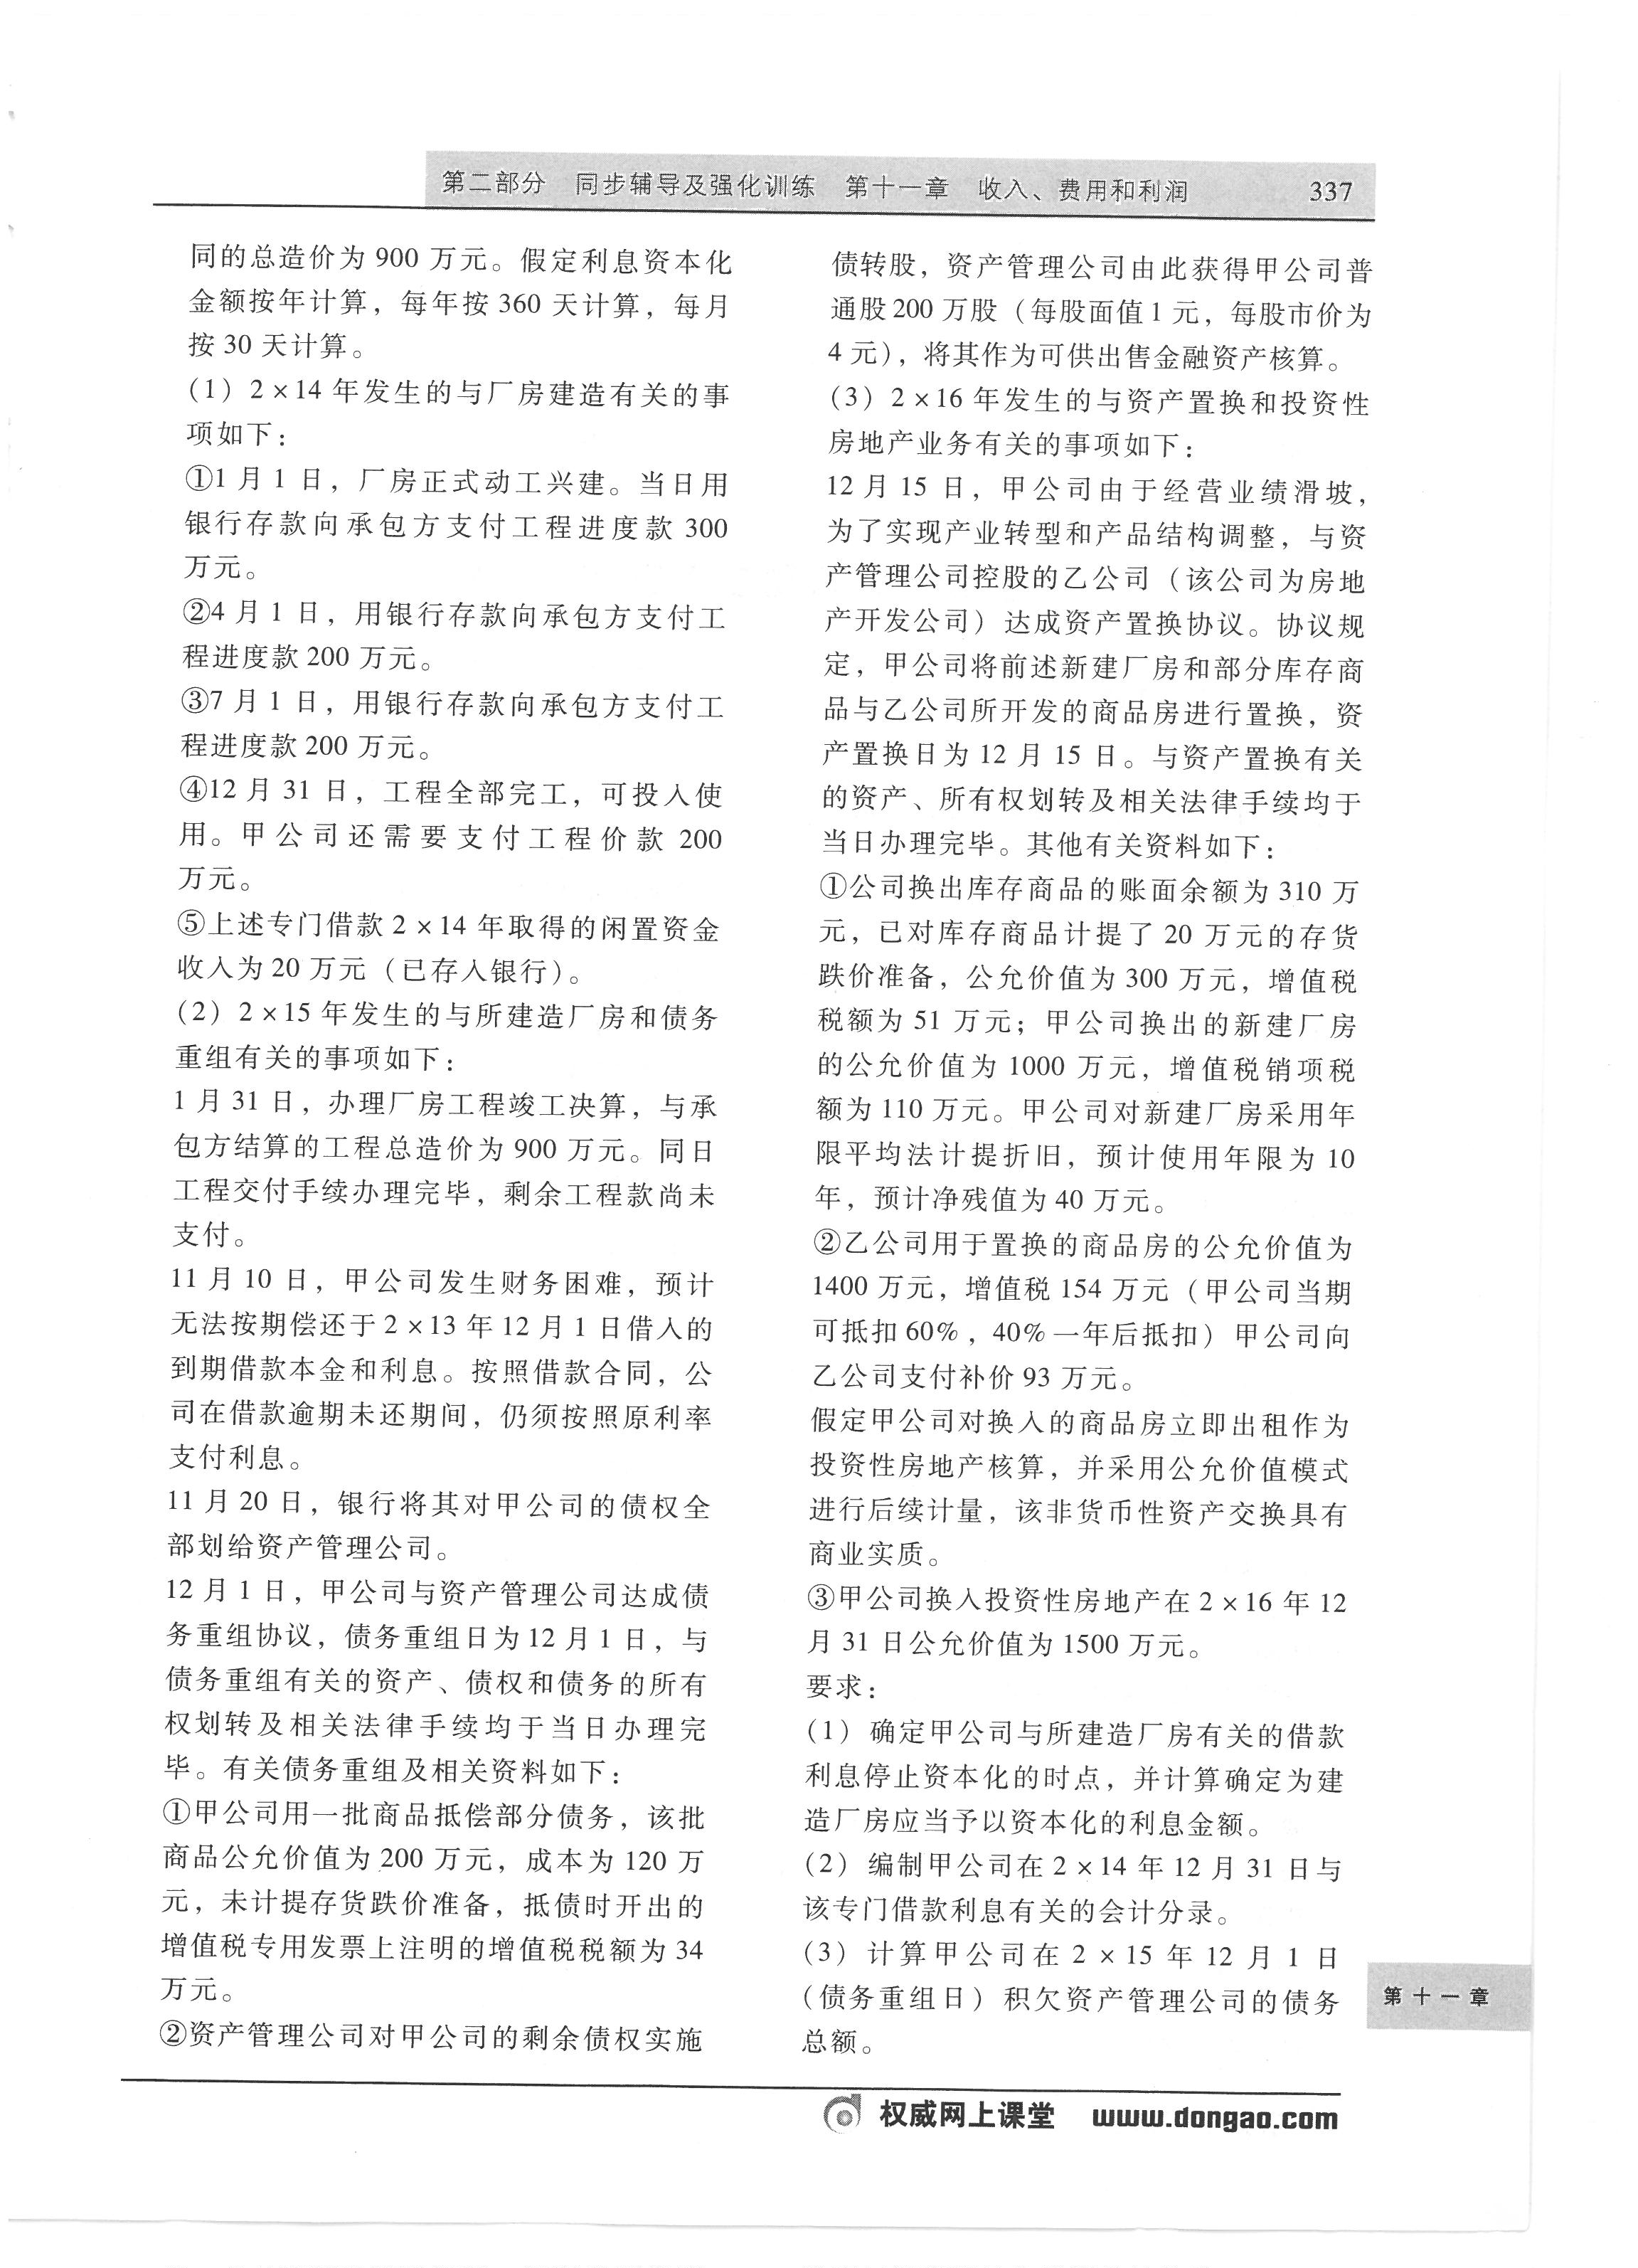 第二部分 同步辅导及强化训练 第十一章 收入、费用和利润 337
同的总造价为 900 万元。假定利息资本化
金额按年计算，每年按 360 天计算，每月
按 30 天计算。
(1) 2×14 年发生的与厂房建造有关的事
项如下：
①1 月 1 日，厂房正式动工兴建。当日用
银行存款向承包方支付工程进度款 300
万元。
②4 月 1 日，用银行存款向承包方支付工
程进度款 200 万元。
③7 月 1 日，用银行存款向承包方支付工
程进度款 200 万元。
④12 月 31 日，工程全部完工，可投入使
用。甲公司还需要支付工程价款 200
万元。
⑤上述专门借款 2×14 年取得的闲置资金
收入为 20 万元（已存入银行）。
(2) 2×15 年发生的与所建造厂房和债务
重组有关的事项如下：
1 月 31 日，办理厂房工程竣工决算，与承
包方结算的工程总造价为 900 万元。同日
工程交付手续办理完毕，剩余工程款尚未
支付。
11 月 10 日，甲公司发生财务困难，预计
无法按期偿还于 2×13 年 12 月 1 日借入的
到期借款本金和利息。按照借款合同，公
司在借款逾期未还期间，仍须按照原利率
支付利息。
11 月 20 日，银行将其对甲公司的债权全
部划给资产管理公司。
12 月 1 日，甲公司与资产管理公司达成债
务重组协议，债务重组日为 12 月 1 日，与
债务重组有关的资产、债权和债务的所有
权划转及相关法律手续均于当日办理完
毕。有关债务重组及相关资料如下：
①甲公司用一批商品抵偿部分债务，该批
商品公允价值为 200 万元，成本为 120 万
元，未计提存货跌价准备，抵债时开出的
增值税专用发票上注明的增值税税额为 34
万元。
②资产管理公司对甲公司的剩余债权实施
债转股，资产管理公司由此获得甲公司普
通股 200 万股（每股面值 1 元，每股市价为
4 元），将其作为可供出售金融资产核算。
(3) 2×16 年发生的与资产置换和投资性
房地产业务有关的事项如下：
12 月 15 日，甲公司由于经营业绩滑坡，
为了实现产业转型和产品结构调整，与资
产管理公司控股的乙公司（该公司为房地
产开发公司）达成资产置换协议。协议规
定，甲公司将前述新建厂房和部分库存商
品与乙公司所开发的商品房进行置换，资
产置换日为 12 月 15 日。与资产置换有关
的资产、所有权划转及相关法律手续均于
当日办理完毕。其他有关资料如下：
①公司换出库存商品的账面余额为 310 万
元，已对库存商品计提了 20 万元的存货
跌价准备，公允价值为 300 万元，增值税
税额为 51 万元；甲公司换出的新建厂房
的公允价值为 1000 万元，增值税销项税
额为 110 万元。甲公司对新建厂房采用年
限平均法计提折旧，预计使用年限为 10
年，预计净残值为 40 万元。
②乙公司用于置换的商品房的公允价值为
1400 万元，增值税 154 万元（甲公司当期
可抵扣 60%，40% 一年后抵扣）甲公司向
乙公司支付补价 93 万元。
假定甲公司对换入的商品房立即出租作为
投资性房地产核算，并采用公允价值模式
进行后续计量，该非货币性资产交换具有
商业实质。
③甲公司换入投资性房地产在 2×16 年 12
月 31 日公允价值为 1500 万元。
要求：
(1) 确定甲公司与所建造厂房有关的借款
利息停止资本化的时点，并计算确定为建
造厂房应当予以资本化的利息金额。
(2) 编制甲公司在 2×14 年 12 月 31 日与
该专门借款利息有关的会计分录。
(3) 计算甲公司在 2×15 年 12 月 1 日
（债务重组日）积欠资产管理公司的债务
总额。
第十一章
权威网上课堂 www.dongao.com